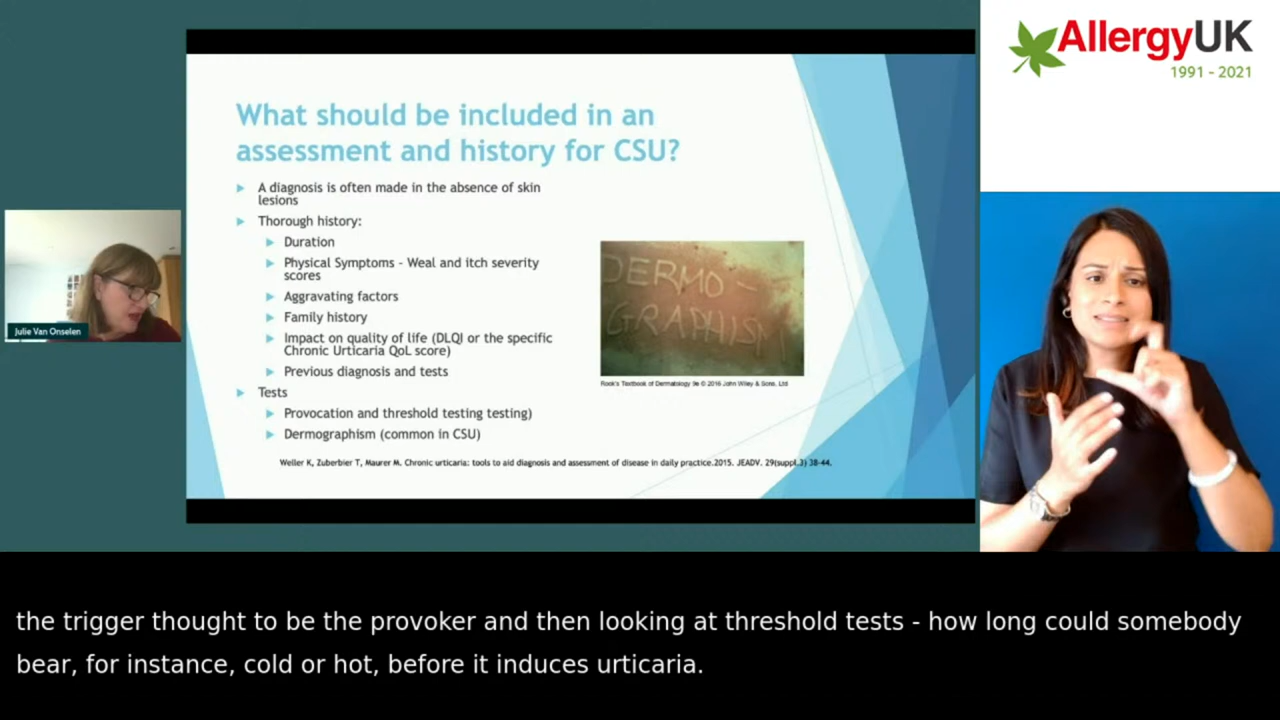 AllergyUK
1991 - 2021
What should be included in an
assessment and history for CSU?
A diagnosis is often made in the absence of skin
lesions
Thorough history:
Duration
Physical Symptoms - Weal and itch severity
scores
Aggravating factors
Family history
Impact on quality of life (DLQI or the specific
Chronic Urticaria QoL score)
Previous diagnosis and tests
Tests
Provocation and threshold testing testing)
Dermographism (common in CSU)
DERMO-
GRAPHISM
Rook's Textbook of Dermatology 9e © 2016 John Wiley & Sons, Ltd
Weller K, Zuberbier T, Maurer M. Chronic urticaria: tools to aid diagnosis and assessment of disease in daily practice.2015. JEADV. 29(suppl.3) 38-44.
Julie Van Onselen
the trigger thought to be the provoker and then looking at threshold tests - how long could somebody
bear, for instance, cold or hot, before it induces urticaria.